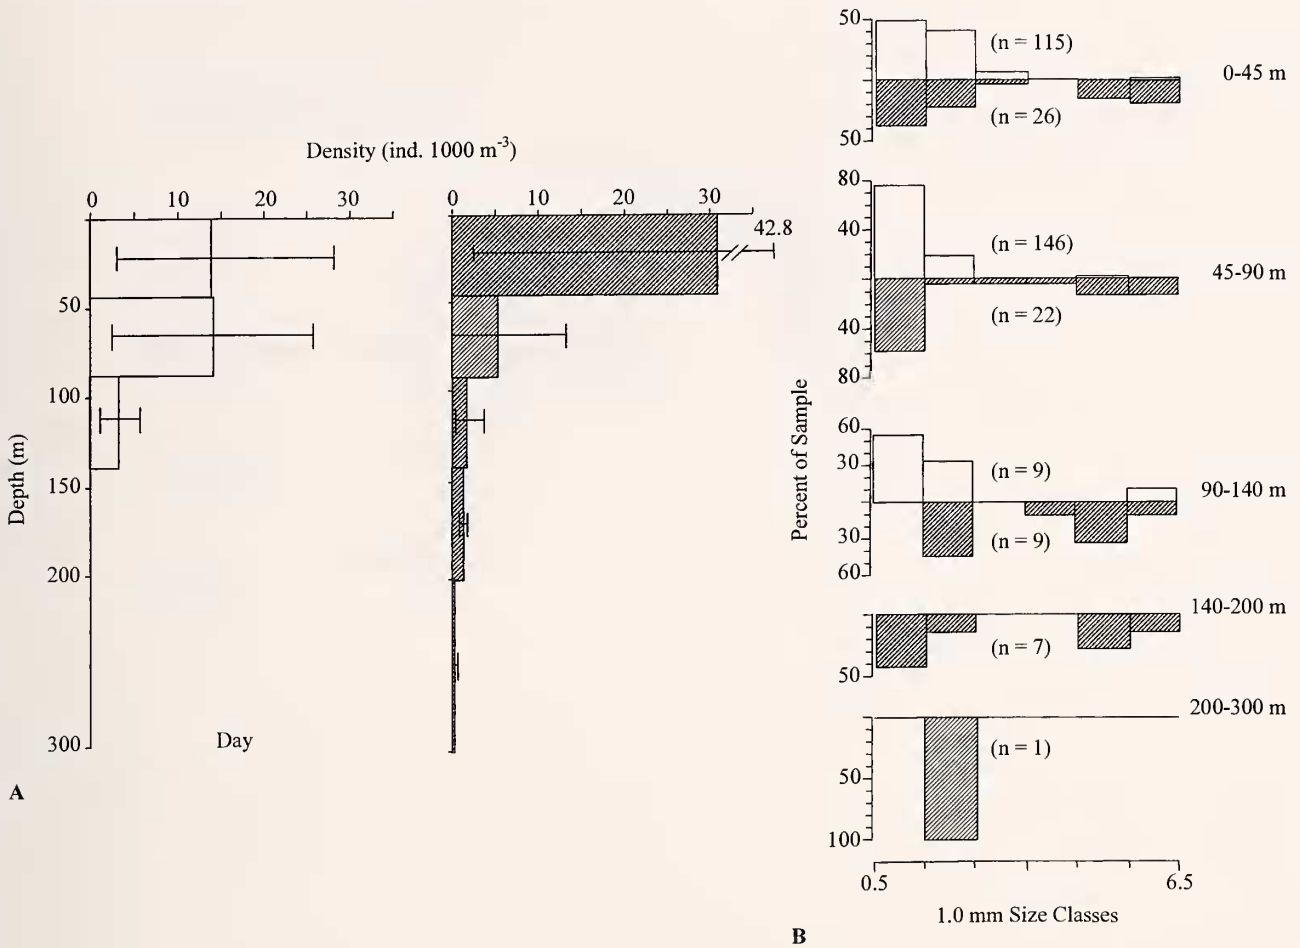 Density (ind. 1000 m-3)
0 10 20 30
50
100
150
200
300
Depth (m)
Day
A
0 10 20 30
42.8
50
50
(n = 115)
(n = 26)
0-45 m
80
40
40
80
(n = 146)
(n = 22)
45-90 m
60
30
30
60
(n = 9)
(n = 9)
90-140 m
50
(n = 7)
140-200 m
50
100
(n = 1)
200-300 m
Percent of Sample
0.5 6.5
1.0 mm Size Classes
B